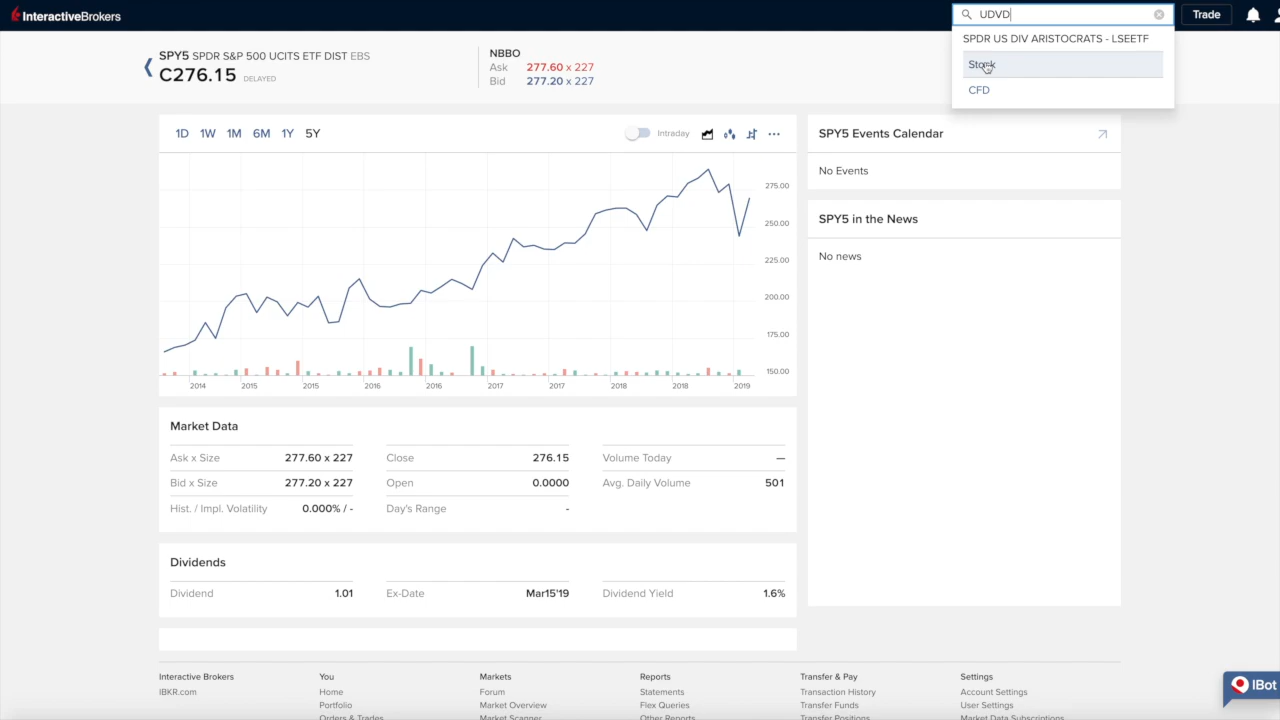 InteractiveBrokers
UDVD
Trade
SPDR US DIV ARISTOCRATS - LSEETF
Stock
CFD
SPY5 SPDR S&P 500 UCITS ETF DIST EBS
C276.15 DELAYED
NBBO
Ask 277.60 x 227
Bid 277.20 x 227
1D 1W 1M 6M 1Y 5Y
Intraday
275.00
250.00
225.00
200.00
175.00
150.00
2014 2015 2015 2016 2016 2017 2017 2018 2018 2019
SPY5 Events Calendar
No Events
SPY5 in the News
No news
Market Data
Ask x Size 277.60 x 227 Close 276.15 Volume Today —
Bid x Size 277.20 x 227 Open 0.0000 Avg. Daily Volume 501
Hist. / Impl. Volatility 0.000% / - Day's Range -
Dividends
Dividend 1.01 Ex-Date Mar15'19 Dividend Yield 1.6%
Interactive Brokers You Markets Reports Transfer & Pay Settings
IBKR.com Home Forum Statements Transaction History Account Settings
Portfolio Market Overview Flex Queries Transfer Funds User Settings
Orders & Trades Market Scanner Other Reports Transfer Positions Market Data Subscriptions
IBot